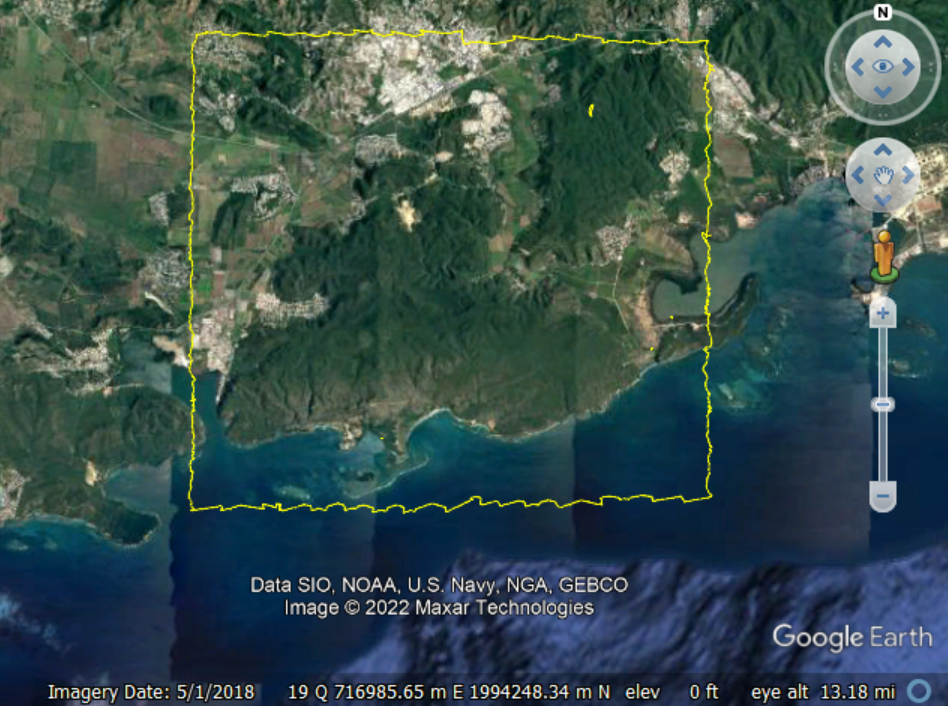 N
Data SIO, NOAA, U.S. Navy, NGA, GEBCO
Image © 2022 Maxar Technologies
Google Earth
Imagery Date: 5/1/2018 19 Q 716985.65 m E 1994248.34 m N elev 0 ft eye alt 13.18 mi